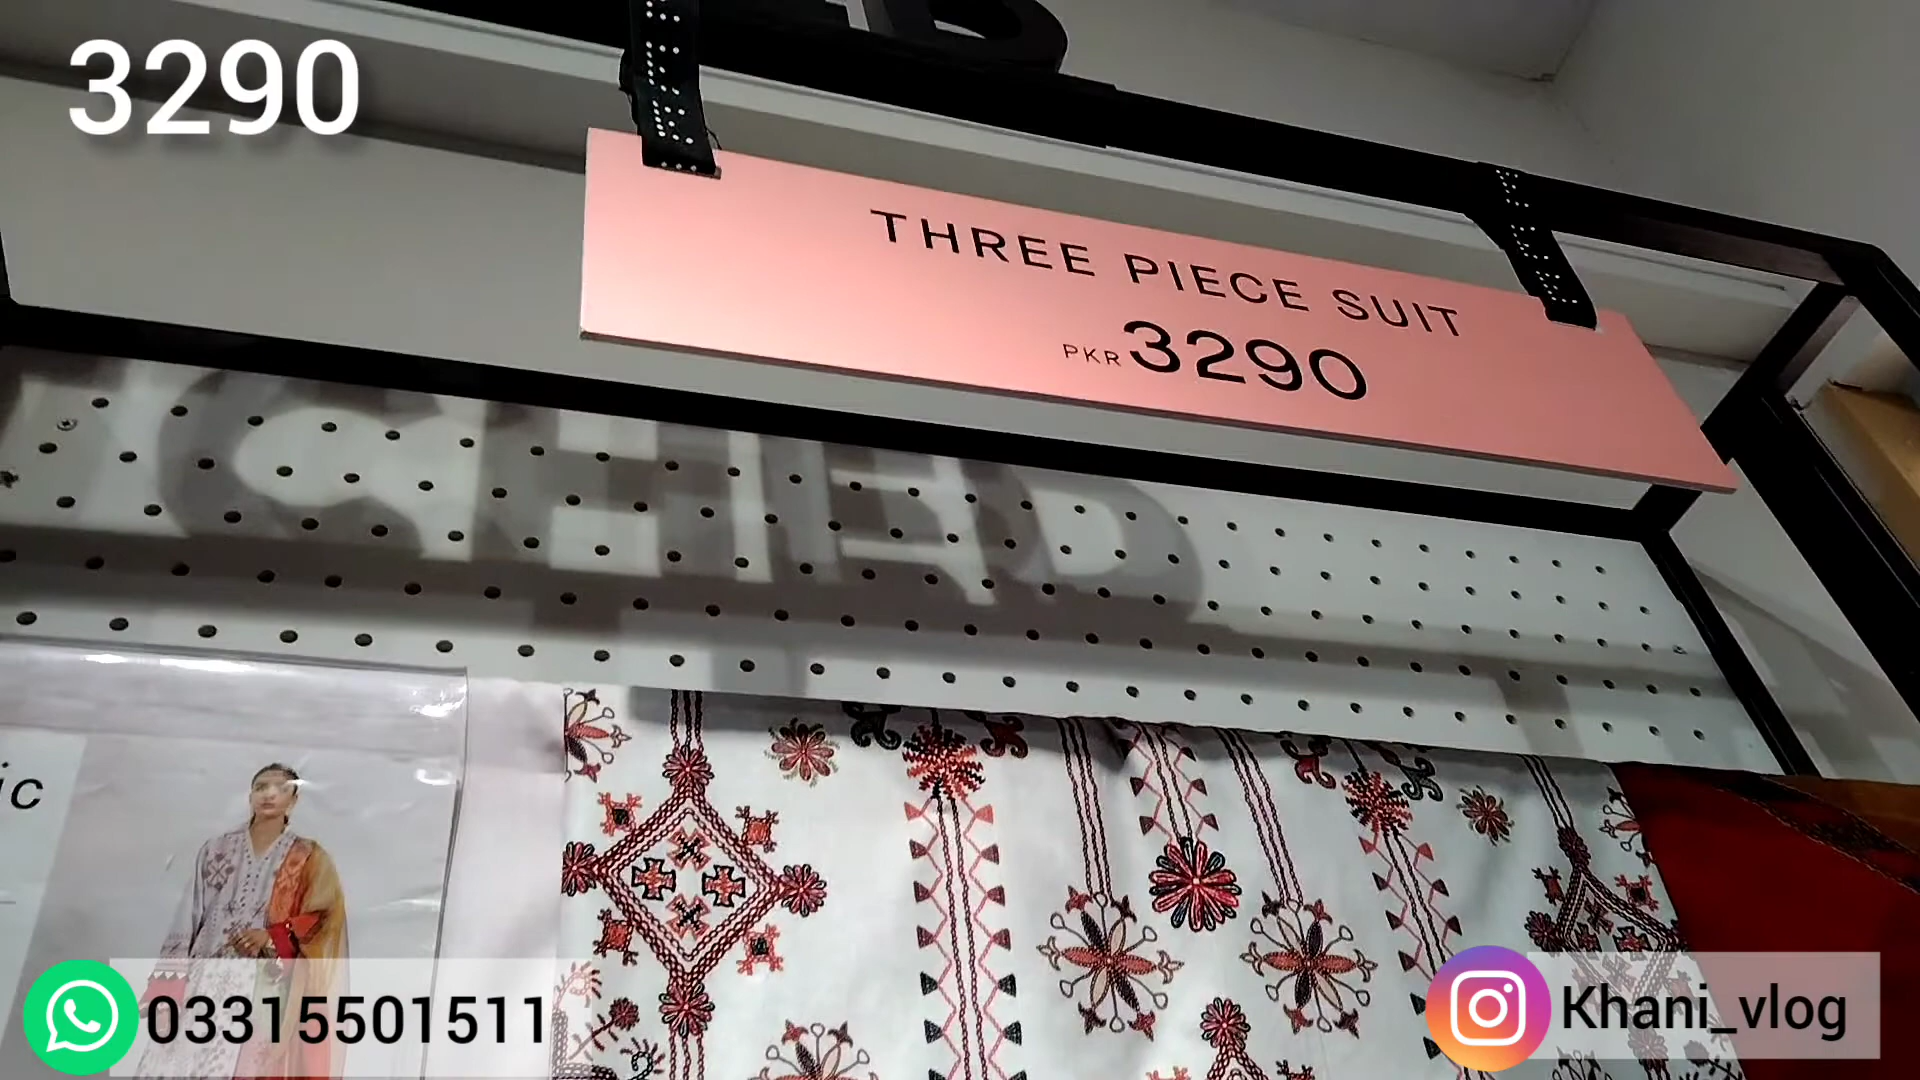 3290
THREE PIECE SUIT
PKR 3290
ic
03315501511
Khani_vlog